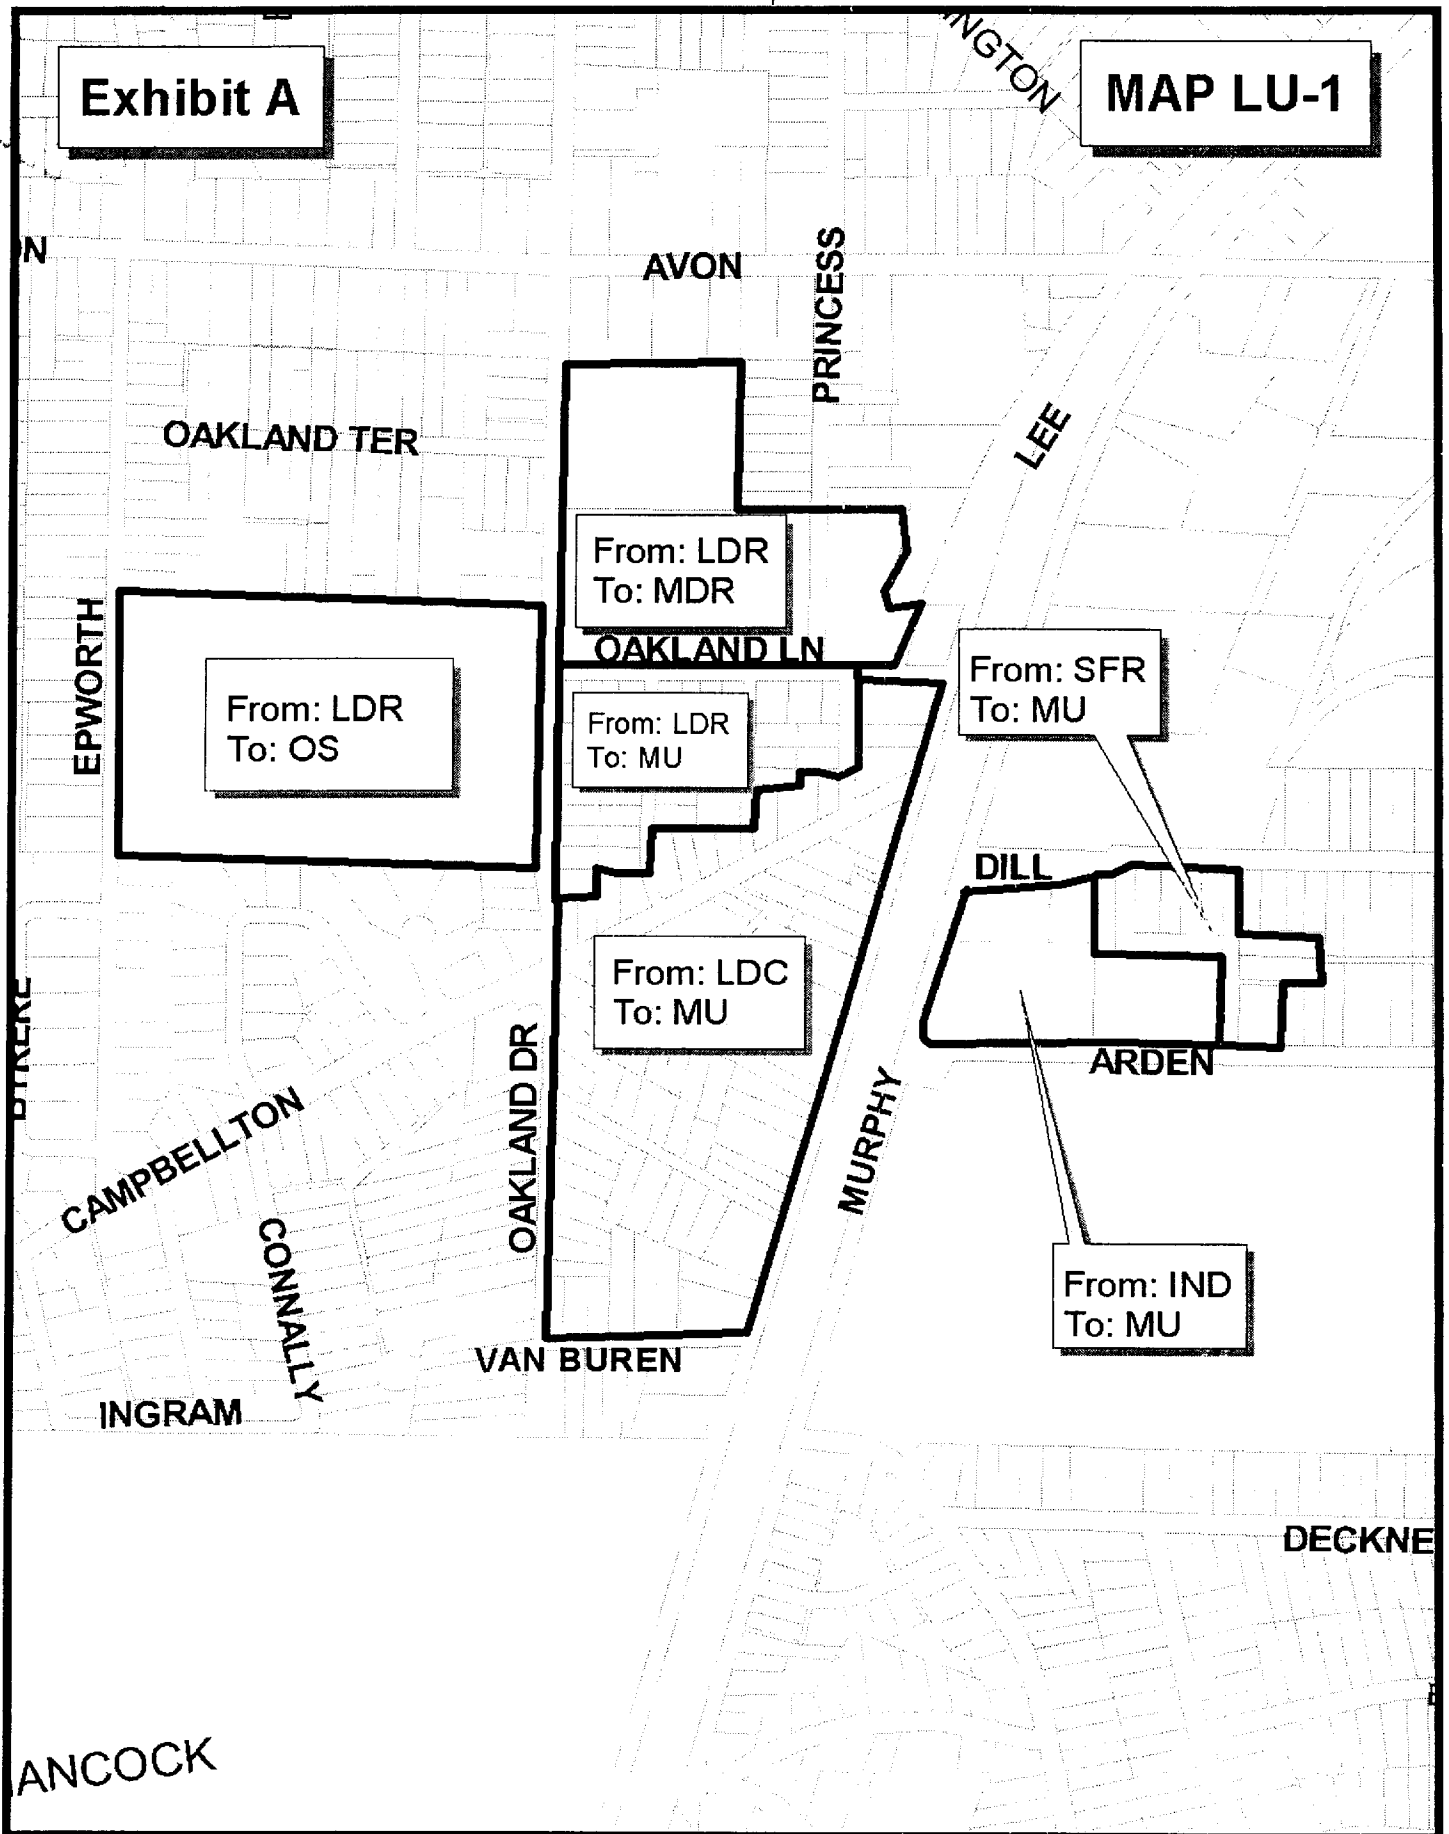 Exhibit A
MAP LU-1
AVON
PRINCESS
LEE
OAKLAND TER
From: LDR
To: MDR
OAKLAND LN
EPWORTH
From: LDR
To: OS
From: LDR
To: MU
From: SFR
To: MU
DILL
From: LDC
To: MU
ARDEN
OAKLAND DR
MURPHY
CAMPBELLTON
CONNALLY
From: IND
To: MU
VAN BUREN
INGRAM
DECKNE
ANCOCK